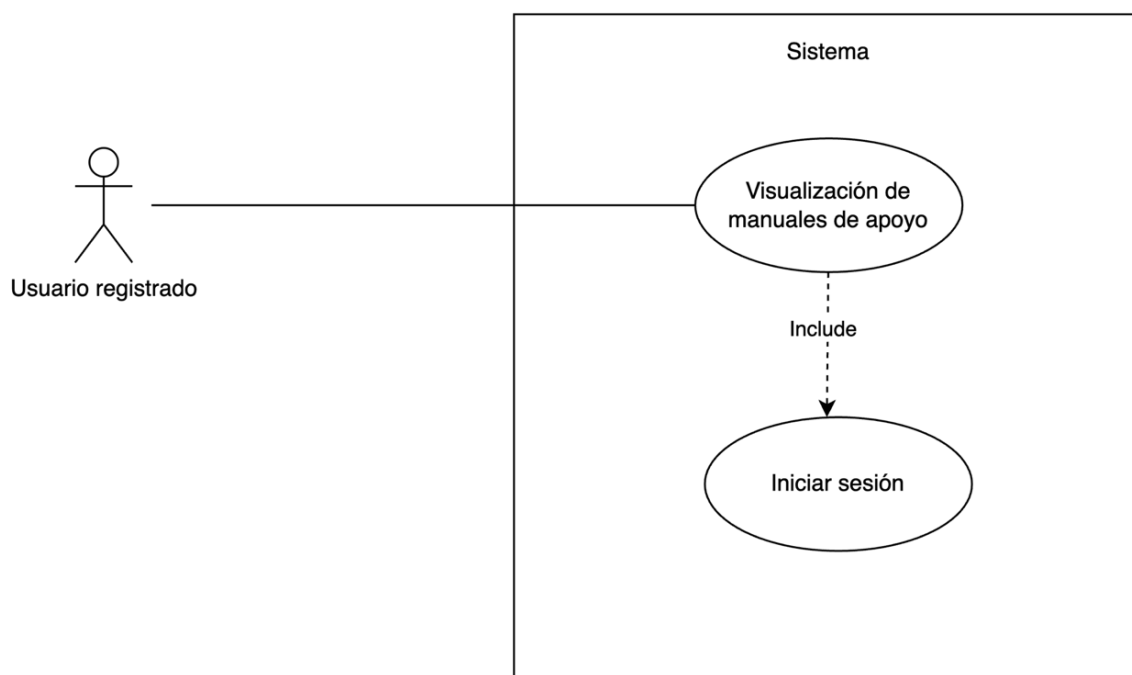 Sistema
Visualización de
manuales de apoyo
Usuario registrado
Include
Iniciar sesión